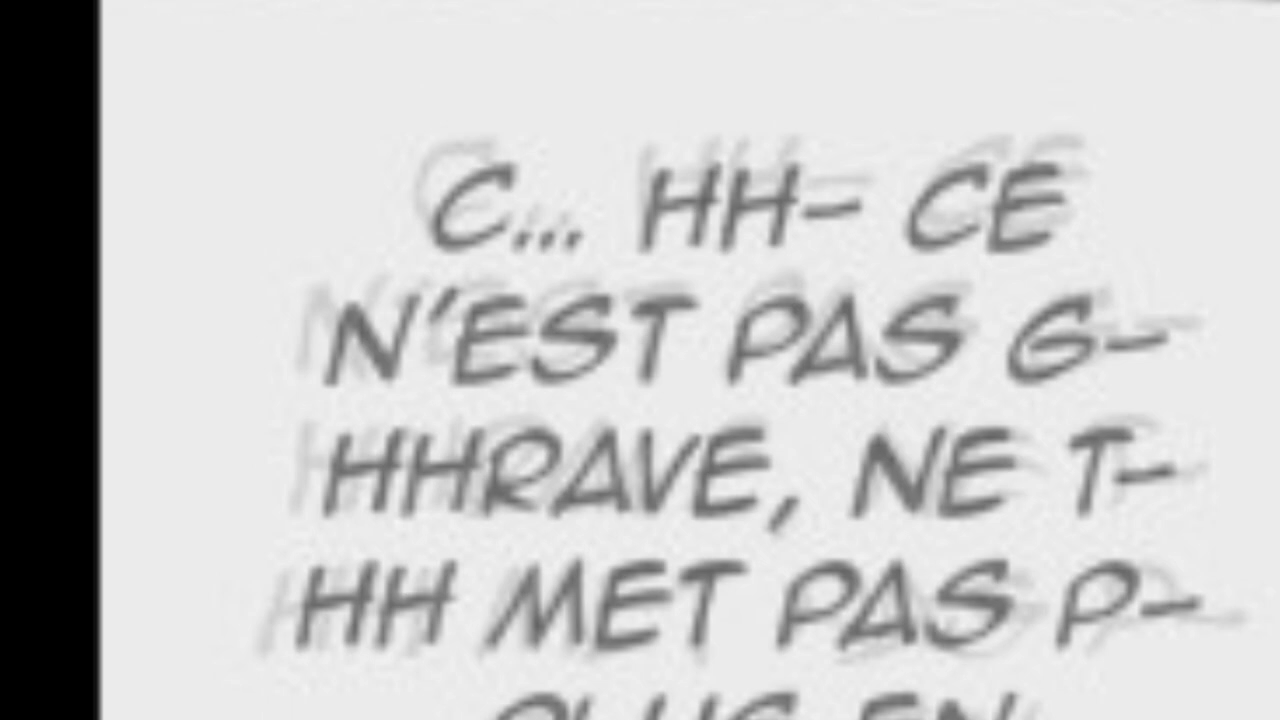 C... HH- CE
N'EST PAS G-
HHRAVE, NE T-
HH MET PAS P-